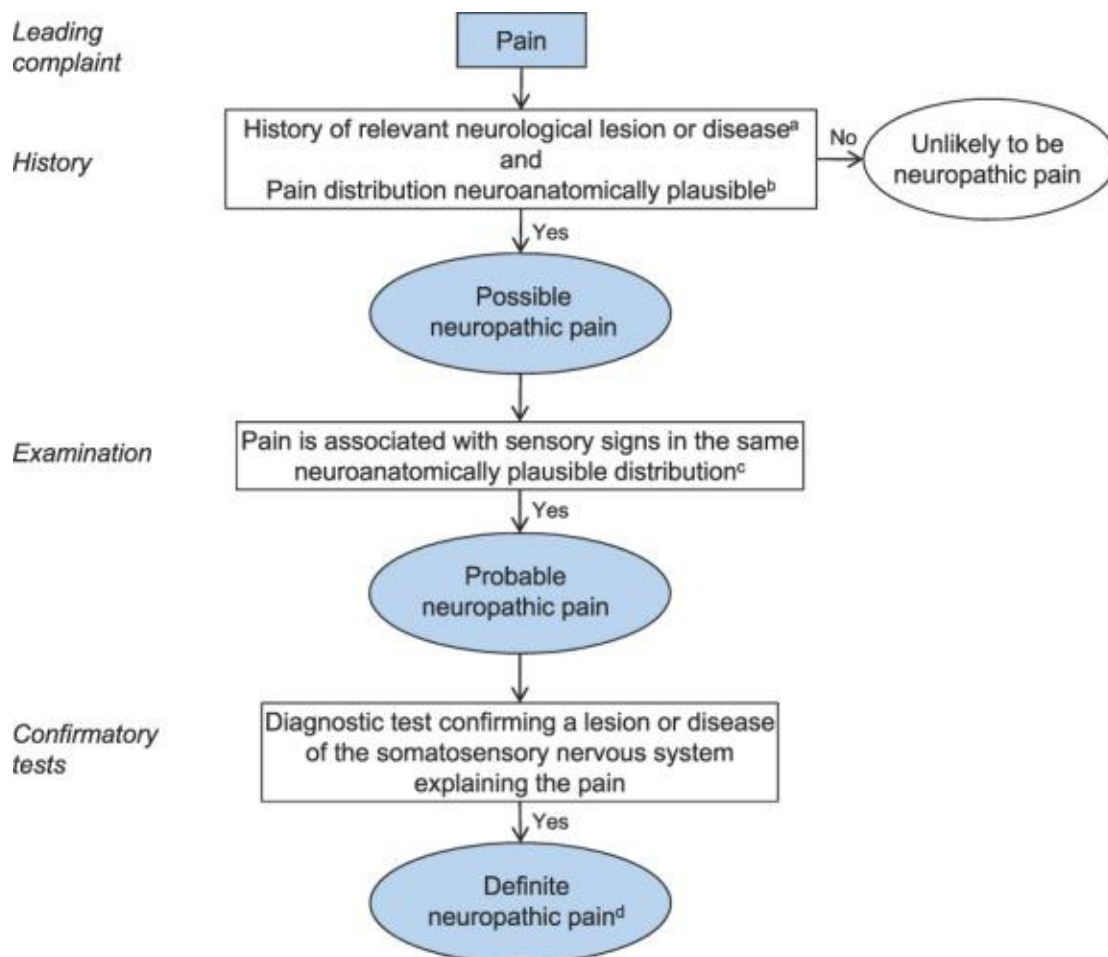 Leading
complaint
Pain
History
History of relevant neurological lesion or diseaseᵃ
and
Pain distribution neuroanatomically plausibleᵇ
No
Unlikely to be
neuropathic pain
Yes
Possible
neuropathic pain
Examination
Pain is associated with sensory signs in the same
neuroanatomically plausible distributionᶜ
Yes
Probable
neuropathic pain
Confirmatory
tests
Diagnostic test confirming a lesion or disease
of the somatosensory nervous system
explaining the pain
Yes
Definite
neuropathic painᵈ